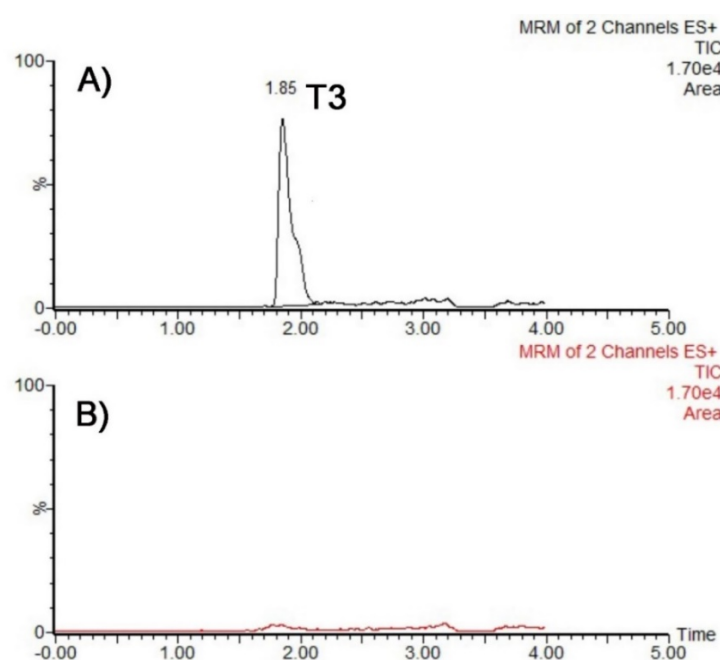 MRM of 2 Channels ES+
TIC
1.70e4
Area
100
A)
1.85 T3
%
0
-0.00 1.00 2.00 3.00 4.00 5.00
MRM of 2 Channels ES+
TIC
1.70e4
Area
100
B)
%
0
Time
-0.00 1.00 2.00 3.00 4.00 5.00